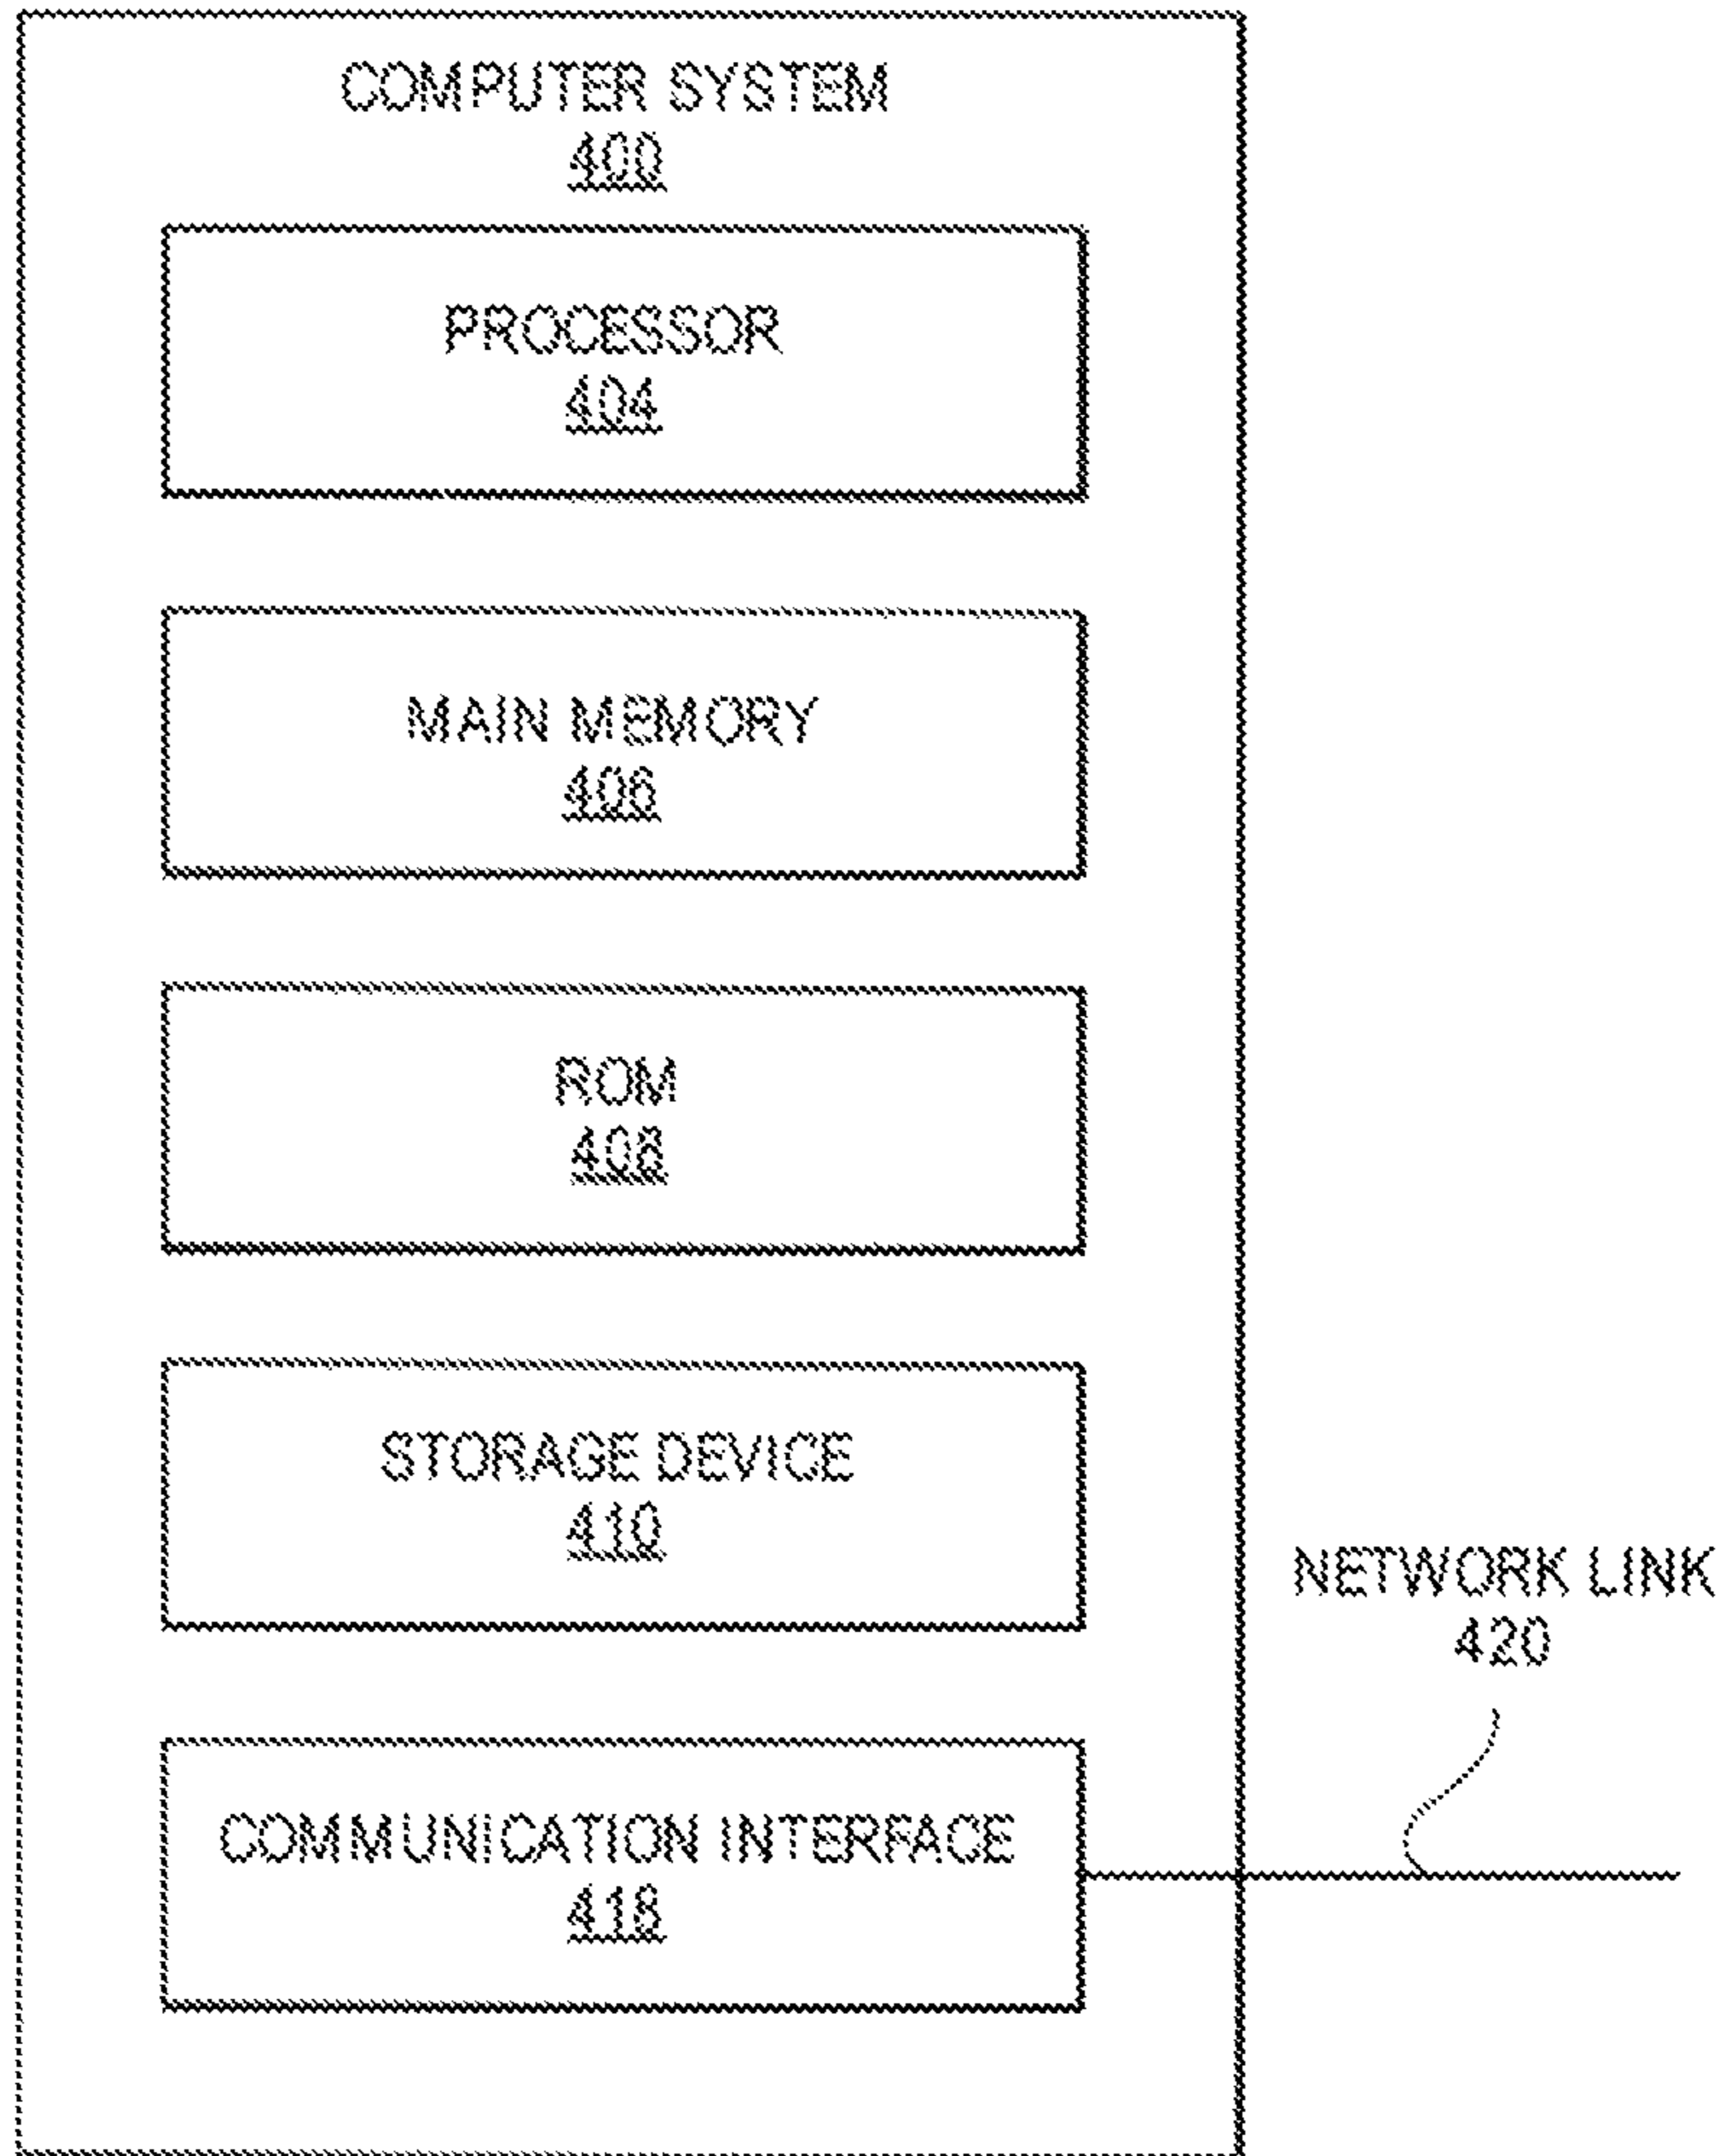 COMPUTER SYSTEM
400
PROCESSOR
404
MAIN MEMORY
406
ROM
408
STORAGE DEVICE
410
NETWORK LINK
420
COMMUNICATION INTERFACE
418